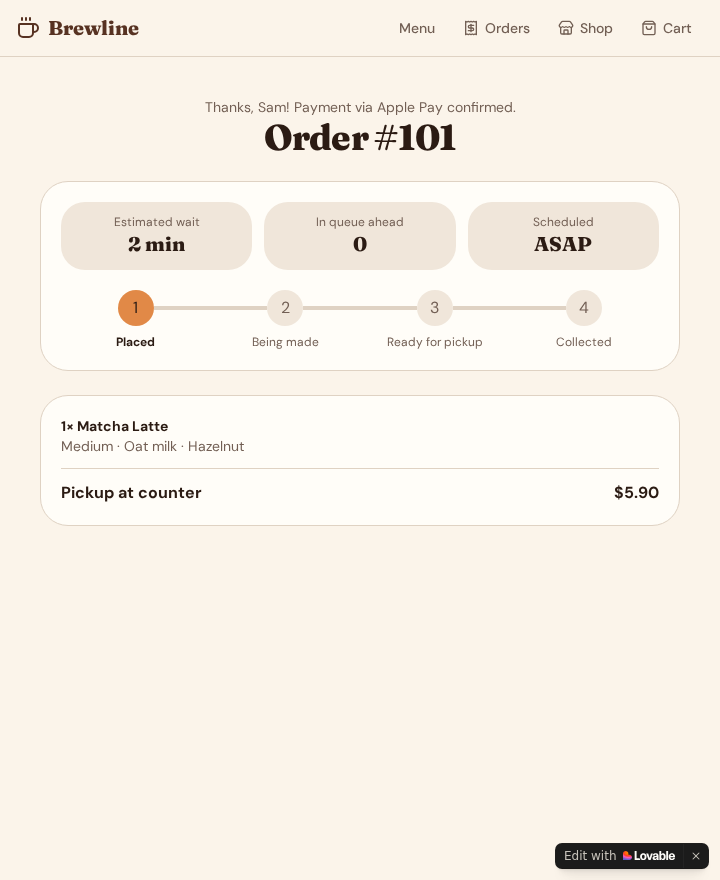 Brewline
Menu Orders Shop Cart
Thanks, Sam! Payment via Apple Pay confirmed.
Order #101
Estimated wait In queue ahead Scheduled
2 min 0 ASAP
1 2 3 4
Placed Being made Ready for pickup Collected
1× Matcha Latte
Medium · Oat milk · Hazelnut
Pickup at counter $5.90
Edit with Lovable ×